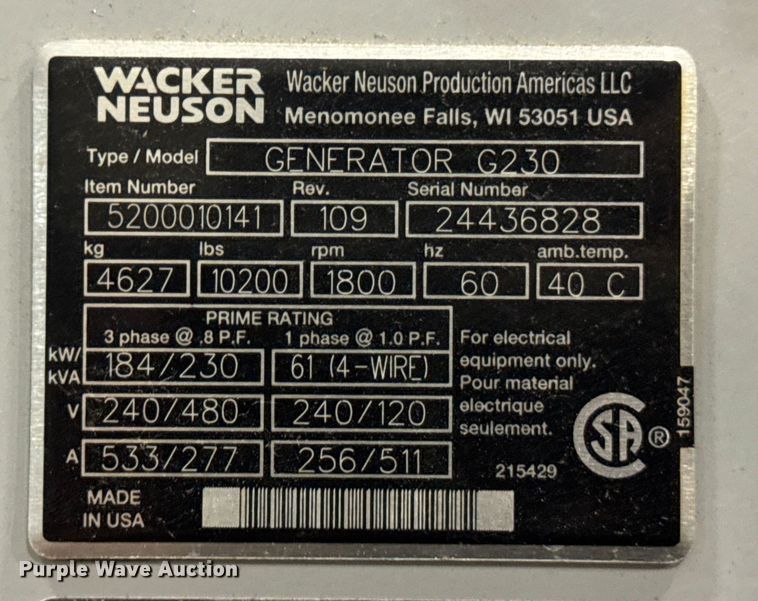 WACKER NEUSON
Wacker Neuson Production Americas LLC
Menomonee Falls, WI 53051 USA
Type / Model GENERATOR G230
Item Number Rev. Serial Number
5200010141 109 24436828
kg lbs rpm hz amb.temp.
4627 10200 1800 60 40 C
PRIME RATING
3 phase @ .8 P.F. 1 phase @ 1.0 P.F.
kW/kVA 184/230 61 (4-WIRE)
V 240/480 240/120
A 533/277 256/511
For electrical
equipment only.
Pour material
electrique
seulement.
CSA ®
215429
159047
MADE
IN USA
Purple Wave Auction